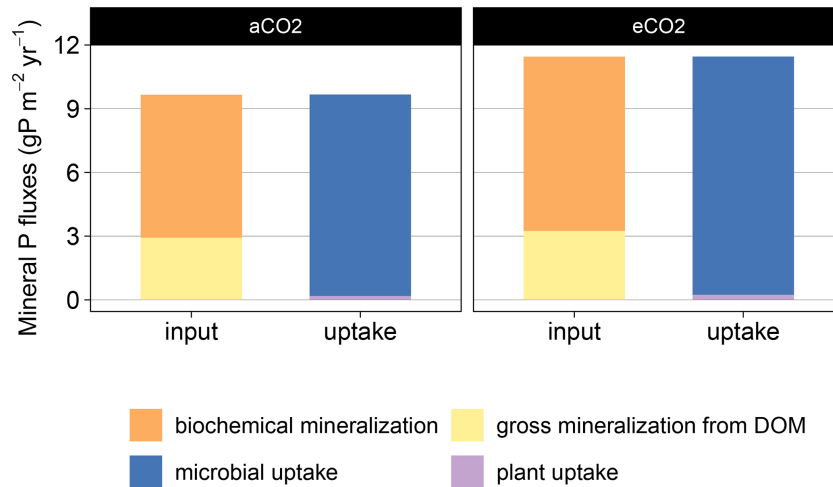 aCO2 eCO2
Mineral P fluxes (gP m⁻² yr⁻¹)
12
9
6
3
0
input uptake input uptake
biochemical mineralization gross mineralization from DOM
microbial uptake plant uptake